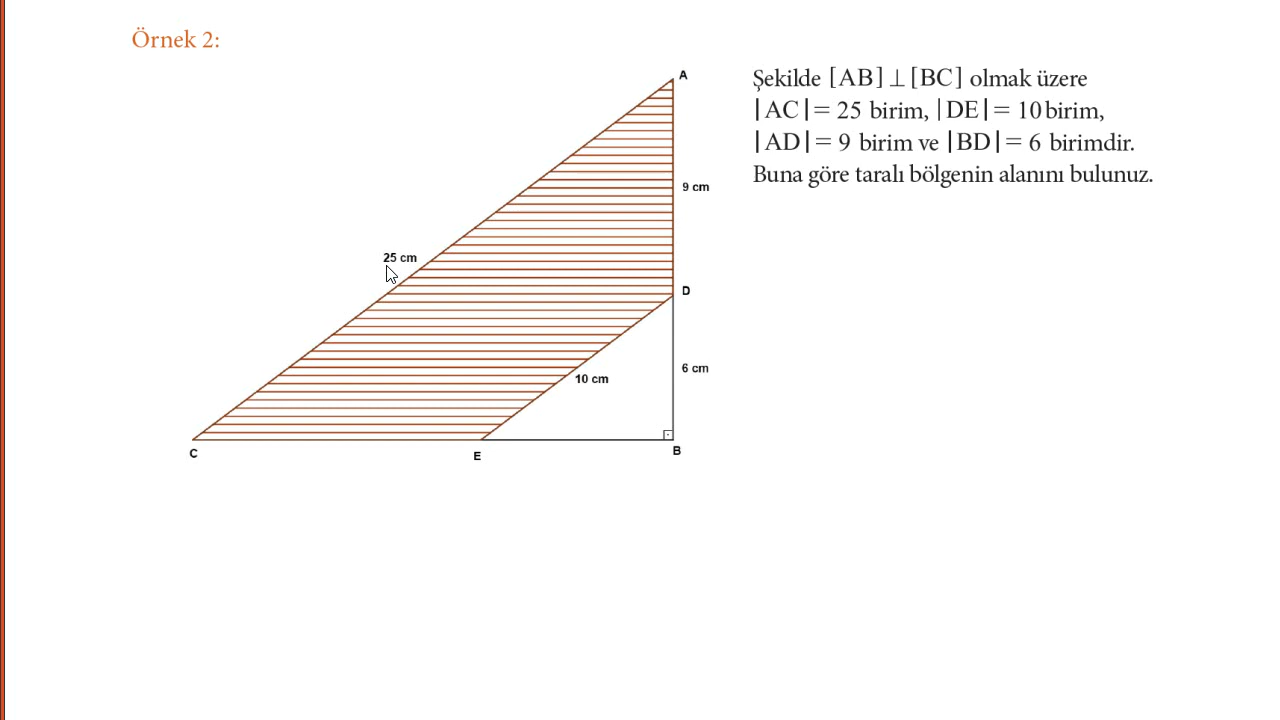 Örnek 2:
Şekilde [AB] ⊥ [BC] olmak üzere
|AC| = 25 birim, |DE| = 10 birim,
|AD| = 9 birim ve |BD| = 6 birimdir.
Buna göre taralı bölgenin alanını bulunuz.
A
9 cm
25 cm
D
6 cm
10 cm
C
E
B